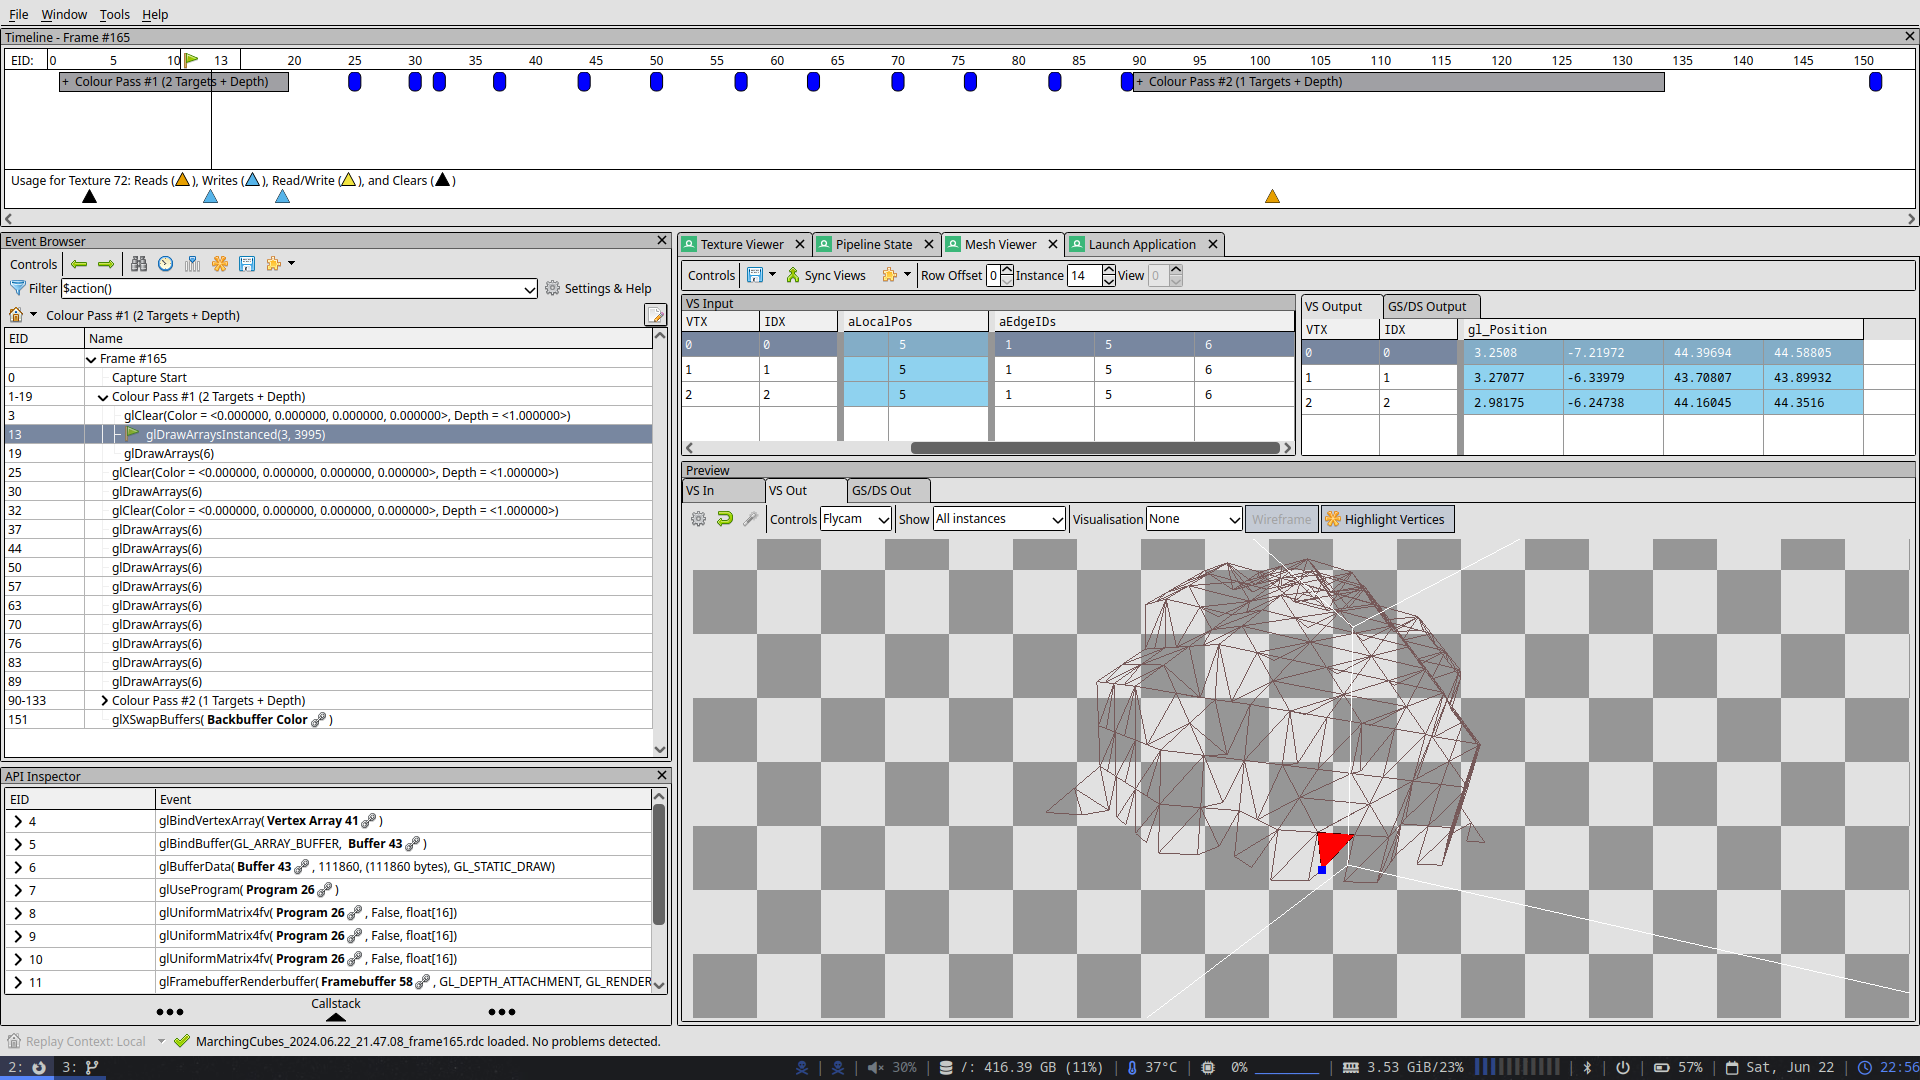 File Window Tools Help
Timeline - Frame #165
EID: 0 5 10 13 20 25 30 35 40 45 50 55 60 65 70 75 80 85 90 95 100 105 110 115 120 125 130 135 140 145 150
+ Colour Pass #1 (2 Targets + Depth) + Colour Pass #2 (1 Targets + Depth)
Usage for Texture 72: Reads ( ), Writes ( ), Read/Write ( ), and Clears ( )
Event Browser
Controls
Filter $action() Settings & Help
Colour Pass #1 (2 Targets + Depth)
EID Name
Frame #165
0 Capture Start
1-19 Colour Pass #1 (2 Targets + Depth)
3 glClear(Color = <0.000000, 0.000000, 0.000000, 0.000000>, Depth = <1.000000>)
13 glDrawArraysInstanced(3, 3995)
19 glDrawArrays(6)
25 glClear(Color = <0.000000, 0.000000, 0.000000, 0.000000>, Depth = <1.000000>)
30 glDrawArrays(6)
32 glClear(Color = <0.000000, 0.000000, 0.000000, 0.000000>, Depth = <1.000000>)
37 glDrawArrays(6)
44 glDrawArrays(6)
50 glDrawArrays(6)
57 glDrawArrays(6)
63 glDrawArrays(6)
70 glDrawArrays(6)
76 glDrawArrays(6)
83 glDrawArrays(6)
89 glDrawArrays(6)
90-133 Colour Pass #2 (1 Targets + Depth)
151 glXSwapBuffers( Backbuffer Color )
API Inspector
EID Event
4 glBindVertexArray( Vertex Array 41 )
5 glBindBuffer(GL_ARRAY_BUFFER, Buffer 43 )
6 glBufferData( Buffer 43 , 111860, (111860 bytes), GL_STATIC_DRAW)
7 glUseProgram( Program 26 )
8 glUniformMatrix4fv( Program 26 , False, float[16])
9 glUniformMatrix4fv( Program 26 , False, float[16])
10 glUniformMatrix4fv( Program 26 , False, float[16])
11 glFramebufferRenderbuffer( Framebuffer 58 , GL_DEPTH_ATTACHMENT, GL_RENDER
Callstack
Texture Viewer Pipeline State Mesh Viewer Launch Application
Controls Sync Views Row Offset 0 Instance 14 View 0
VS Input
VTX IDX aLocalPos aEdgeIDs
0 0 5 1 5 6
1 1 5 1 5 6
2 2 5 1 5 6
VS Output GS/DS Output
VTX IDX gl_Position
0 0 3.2508 -7.21972 44.39694 44.58805
1 1 3.27077 -6.33979 43.70807 43.89932
2 2 2.98175 -6.24738 44.16045 44.3516
Preview
VS In VS Out GS/DS Out
Controls Flycam Show All instances Visualisation None Wireframe Highlight Vertices
Replay Context: Local MarchingCubes_2024.06.22_21.47.08_frame165.rdc loaded. No problems detected.
2: 3: 30% /: 416.39 GB (11%) 37°C 0% 3.53 GiB/23% 57% Sat, Jun 22 22:56